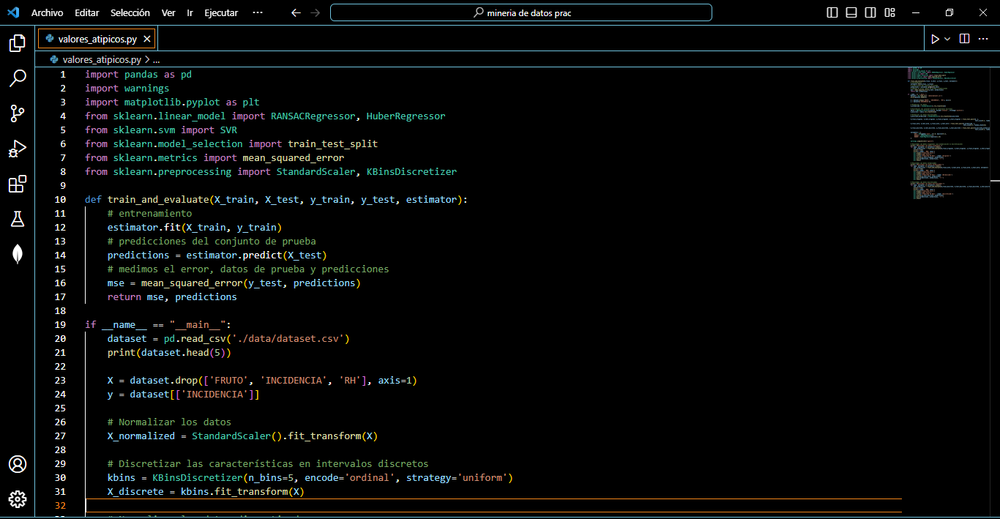 Archivo Editar Selección Ver Ir Ejecutar ··· mineria de datos prac
valores_atipicos.py
valores_atipicos.py > ...
1 import pandas as pd
2 import warnings
3 import matplotlib.pyplot as plt
4 from sklearn.linear_model import RANSACRegressor, HuberRegressor
5 from sklearn.svm import SVR
6 from sklearn.model_selection import train_test_split
7 from sklearn.metrics import mean_squared_error
8 from sklearn.preprocessing import StandardScaler, KBinsDiscretizer
9
10 def train_and_evaluate(X_train, X_test, y_train, y_test, estimator):
11     # entrenamiento
12     estimator.fit(X_train, y_train)
13     # predicciones del conjunto de prueba
14     predictions = estimator.predict(X_test)
15     # medimos el error, datos de prueba y predicciones
16     mse = mean_squared_error(y_test, predictions)
17     return mse, predictions
18
19 if __name__ == "__main__":
20     dataset = pd.read_csv('./data/dataset.csv')
21     print(dataset.head(5))
22
23     X = dataset.drop(['FRUTO', 'INCIDENCIA', 'RH'], axis=1)
24     y = dataset[['INCIDENCIA']]
25
26     # Normalizar los datos
27     X_normalized = StandardScaler().fit_transform(X)
28
29     # Discretizar las características en intervalos discretos
30     kbins = KBinsDiscretizer(n_bins=5, encode='ordinal', strategy='uniform')
31     X_discrete = kbins.fit_transform(X)
32